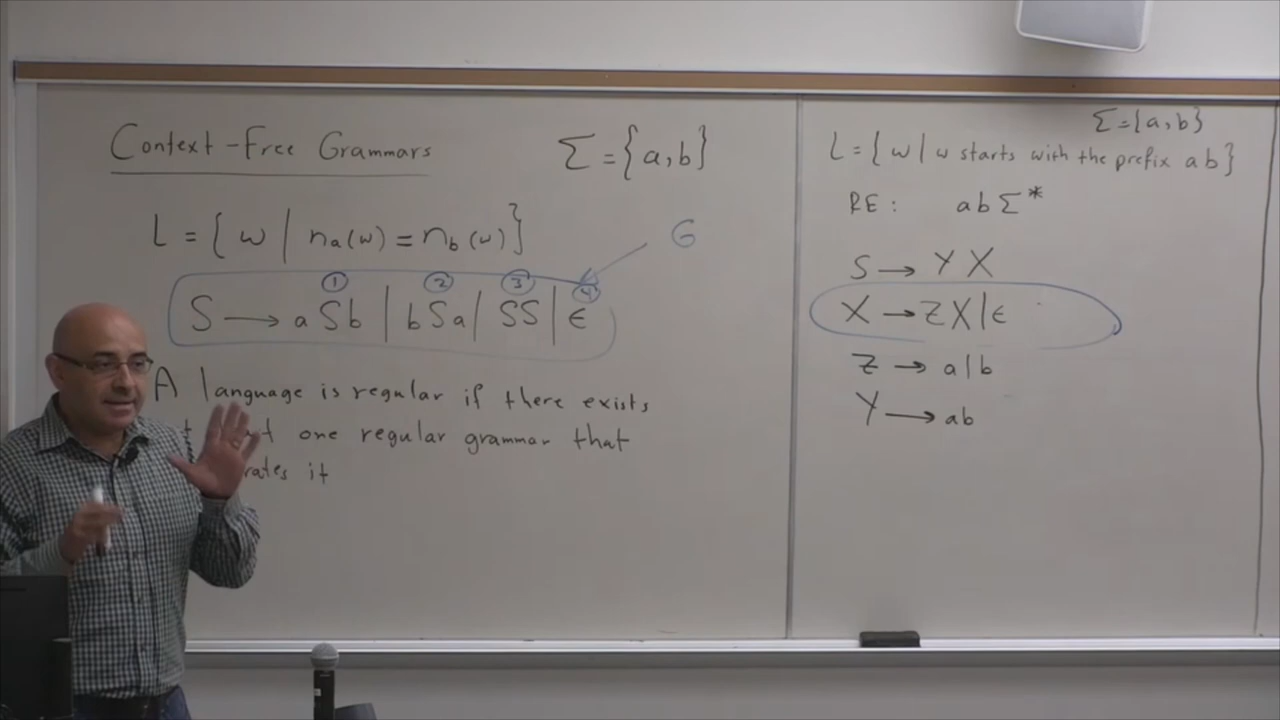 Context-Free Grammars Σ={a,b}
L={ w | nₐ(w)=n_b(w)}
G
① ② ③ ④
S → aSb | bSa | SS | ε
A language is regular if there exists
one regular grammar that
it
Σ={a,b}
L={ w | w starts with the prefix ab}
RE: abΣ*
S → YX
X → ZX|ε
Z → a|b
Y → ab